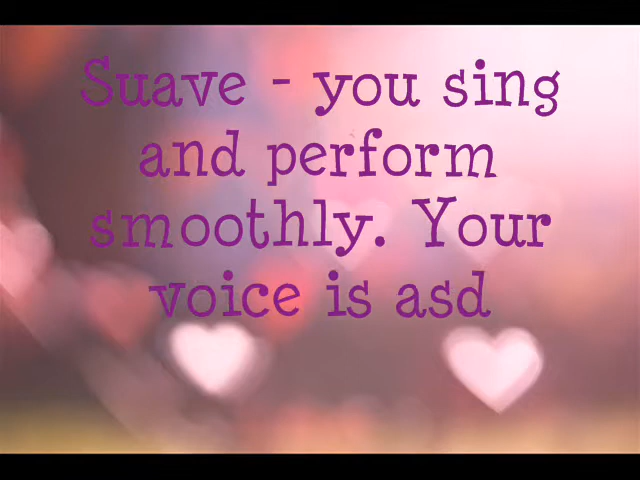 Suave - you sing
and perform
smoothly. Your
voice is asd